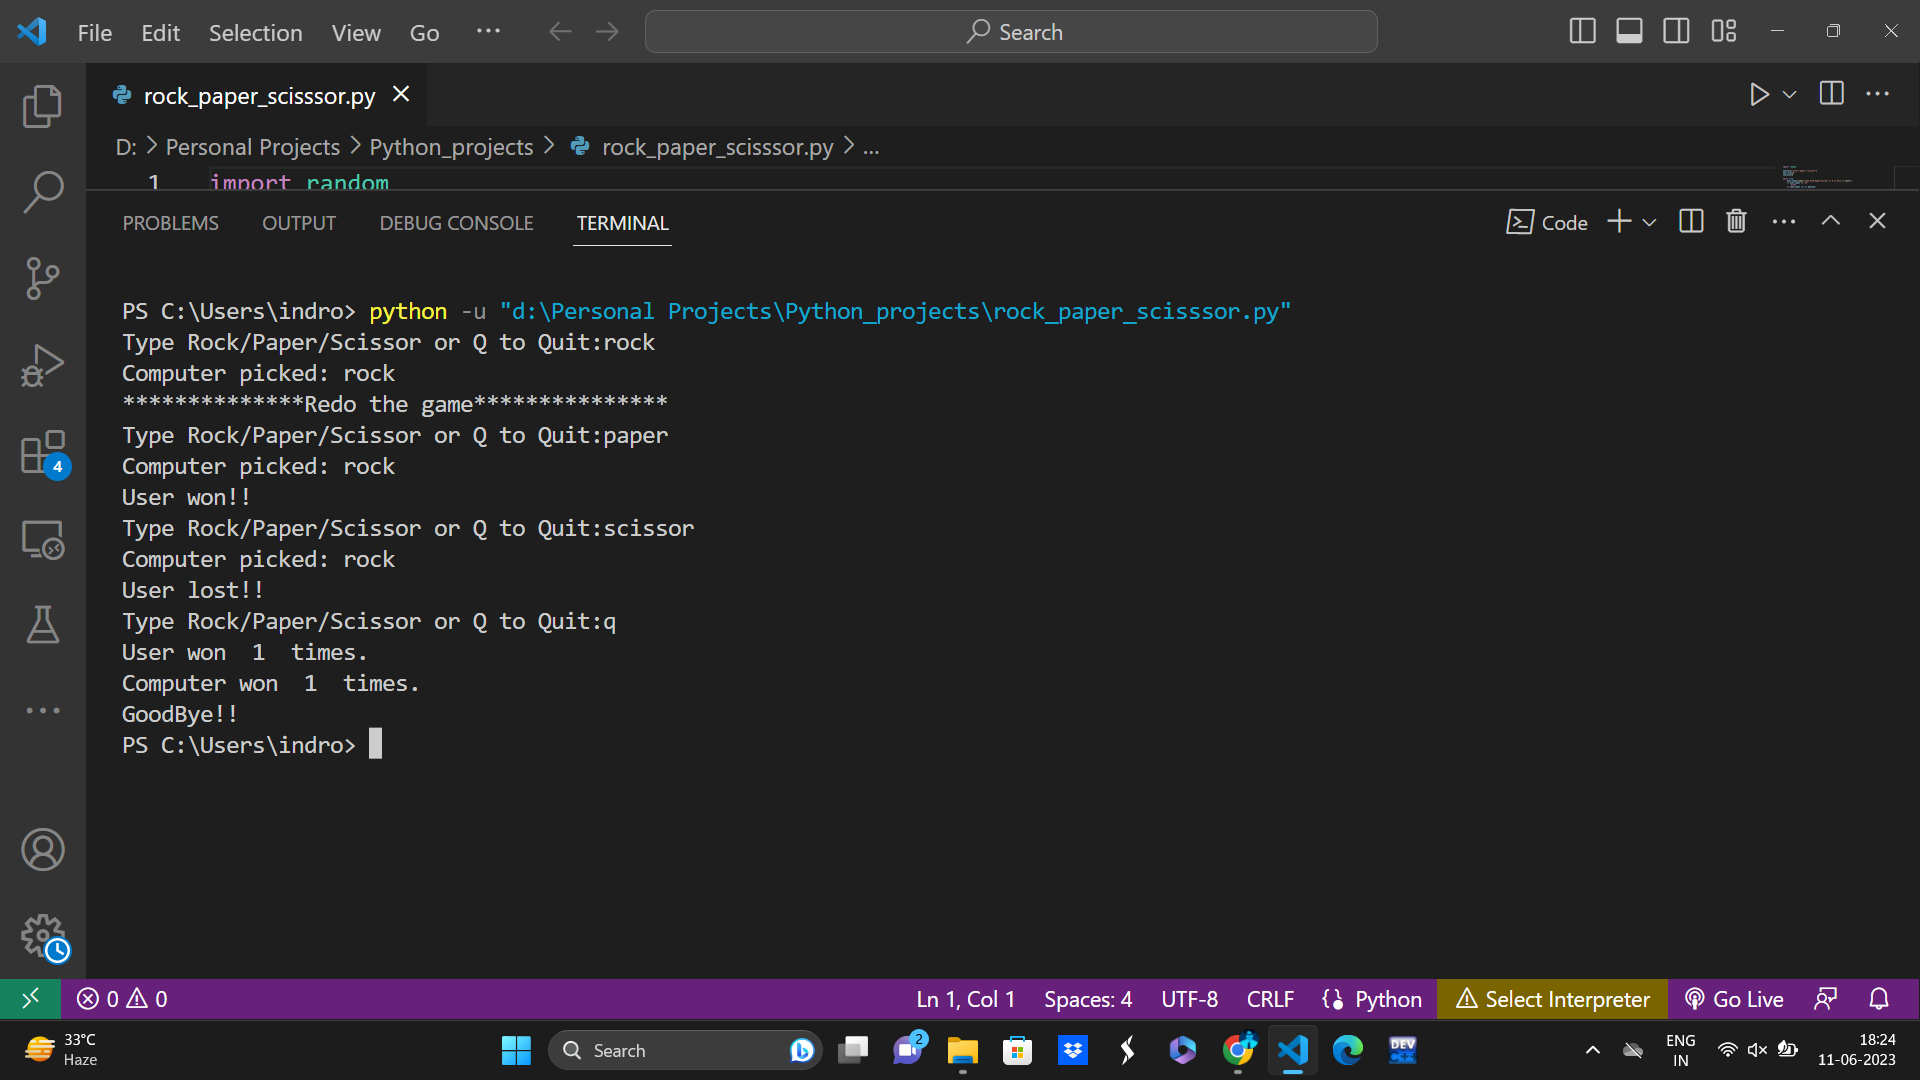 File Edit Selection View Go ... Search
rock_paper_scisssor.py
D: > Personal Projects > Python_projects > rock_paper_scisssor.py > ...
1 import random
PROBLEMS OUTPUT DEBUG CONSOLE TERMINAL Code
PS C:\Users\indro> python -u "d:\Personal Projects\Python_projects\rock_paper_scisssor.py"
Type Rock/Paper/Scissor or Q to Quit:rock
Computer picked: rock
**************Redo the game***************
Type Rock/Paper/Scissor or Q to Quit:paper
Computer picked: rock
User won!!
Type Rock/Paper/Scissor or Q to Quit:scissor
Computer picked: rock
User lost!!
Type Rock/Paper/Scissor or Q to Quit:q
User won  1  times.
Computer won  1  times.
GoodBye!!
PS C:\Users\indro>
4
0 0 Ln 1, Col 1 Spaces: 4 UTF-8 CRLF Python Select Interpreter Go Live
33°C
Haze
Search
2
DEV
C++
ENG
IN
18:24
11-06-2023